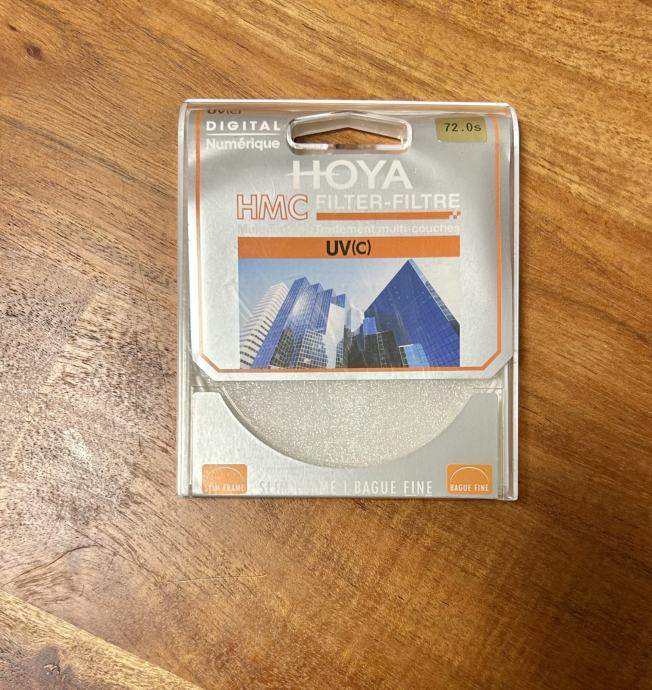 UV(C)
DIGITAL
Numérique
72.0s
HOYA
HMC FILTER-FILTRE
Traitement multi-couches
UV(C)
SLIM FRAME
SLIM FRAME | BAGUE FINE
BAGUE FINE